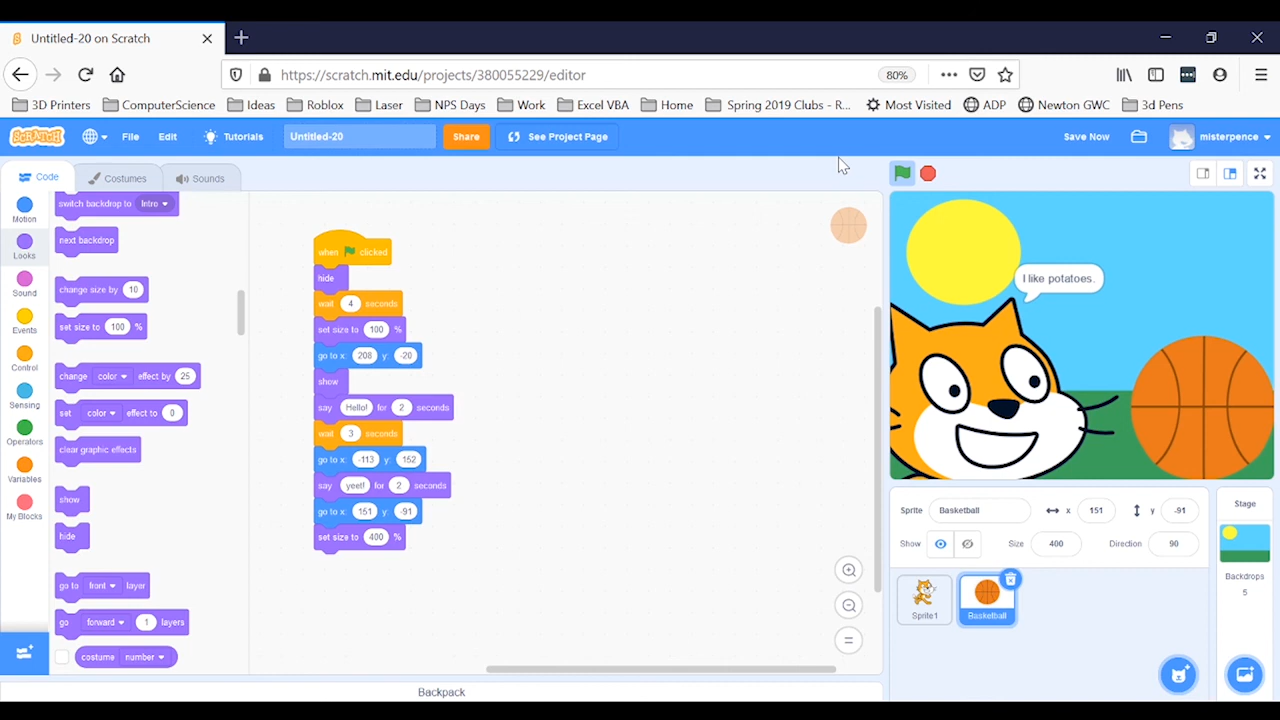 Untitled-20 on Scratch
https://scratch.mit.edu/projects/380055229/editor
80%
3D Printers ComputerScience Ideas Roblox Laser NPS Days Work Excel VBA Home Spring 2019 Clubs - R... Most Visited ADP Newton GWC 3d Pens
SCRATCH File Edit Tutorials Untitled-20 Share See Project Page Save Now misterpence
Code Costumes Sounds
Motion
Looks
Sound
Events
Control
Sensing
Operators
Variables
My Blocks
switch backdrop to Intro
next backdrop
change size by 10
set size to 100 %
change color effect by 25
set color effect to 0
clear graphic effects
show
hide
go to front layer
go forward 1 layers
costume number
when clicked
hide
wait 4 seconds
set size to 100 %
go to x: 208 y: -20
show
say Hello! for 2 seconds
wait 3 seconds
go to x: -113 y: 152
say yeet! for 2 seconds
go to x: 151 y: -91
set size to 400 %
Backpack
I like potatoes.
Sprite Basketball x 151 y -91
Show Size 400 Direction 90
Sprite1
Basketball
Stage
Backdrops
5